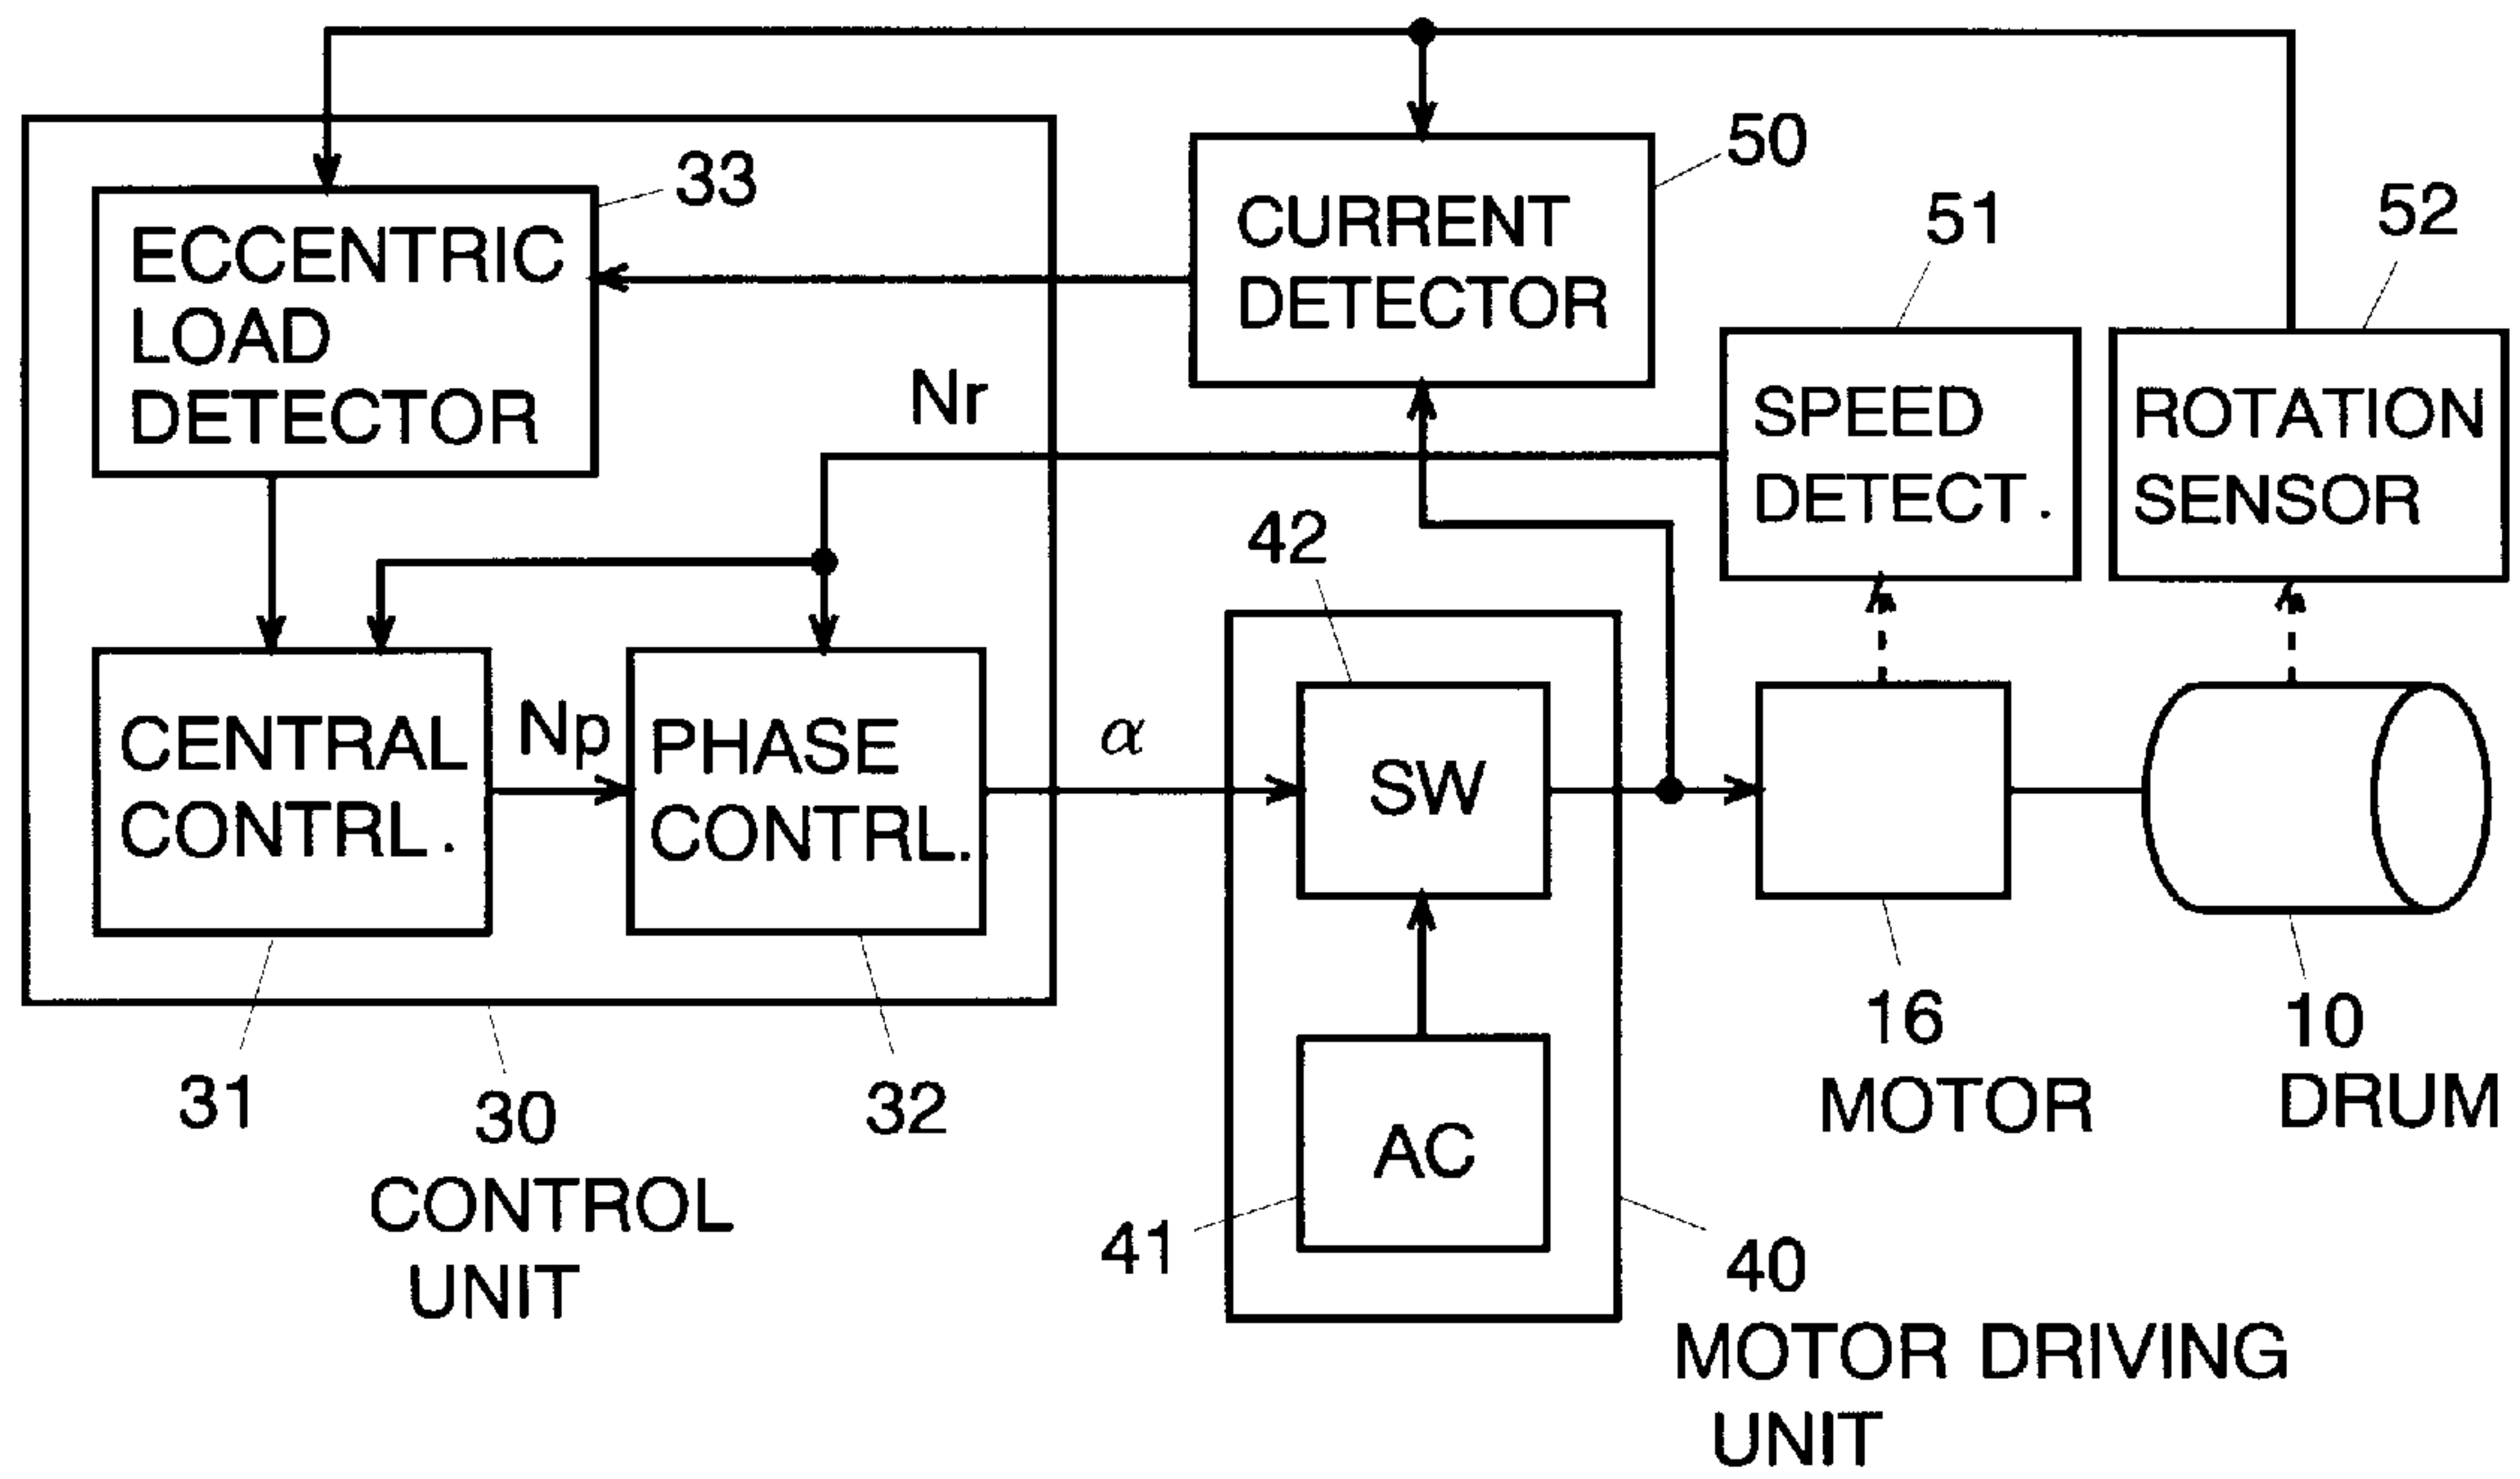 33
50
51
52
ECCENTRIC
LOAD
DETECTOR
CURRENT
DETECTOR
Nr
SPEED
DETECT.
ROTATION
SENSOR
42
CENTRAL
CONTRL.
Np
PHASE
CONTRL.
α
SW
AC
31
30
CONTROL
UNIT
32
41
40
MOTOR DRIVING
UNIT
16
MOTOR
10
DRUM